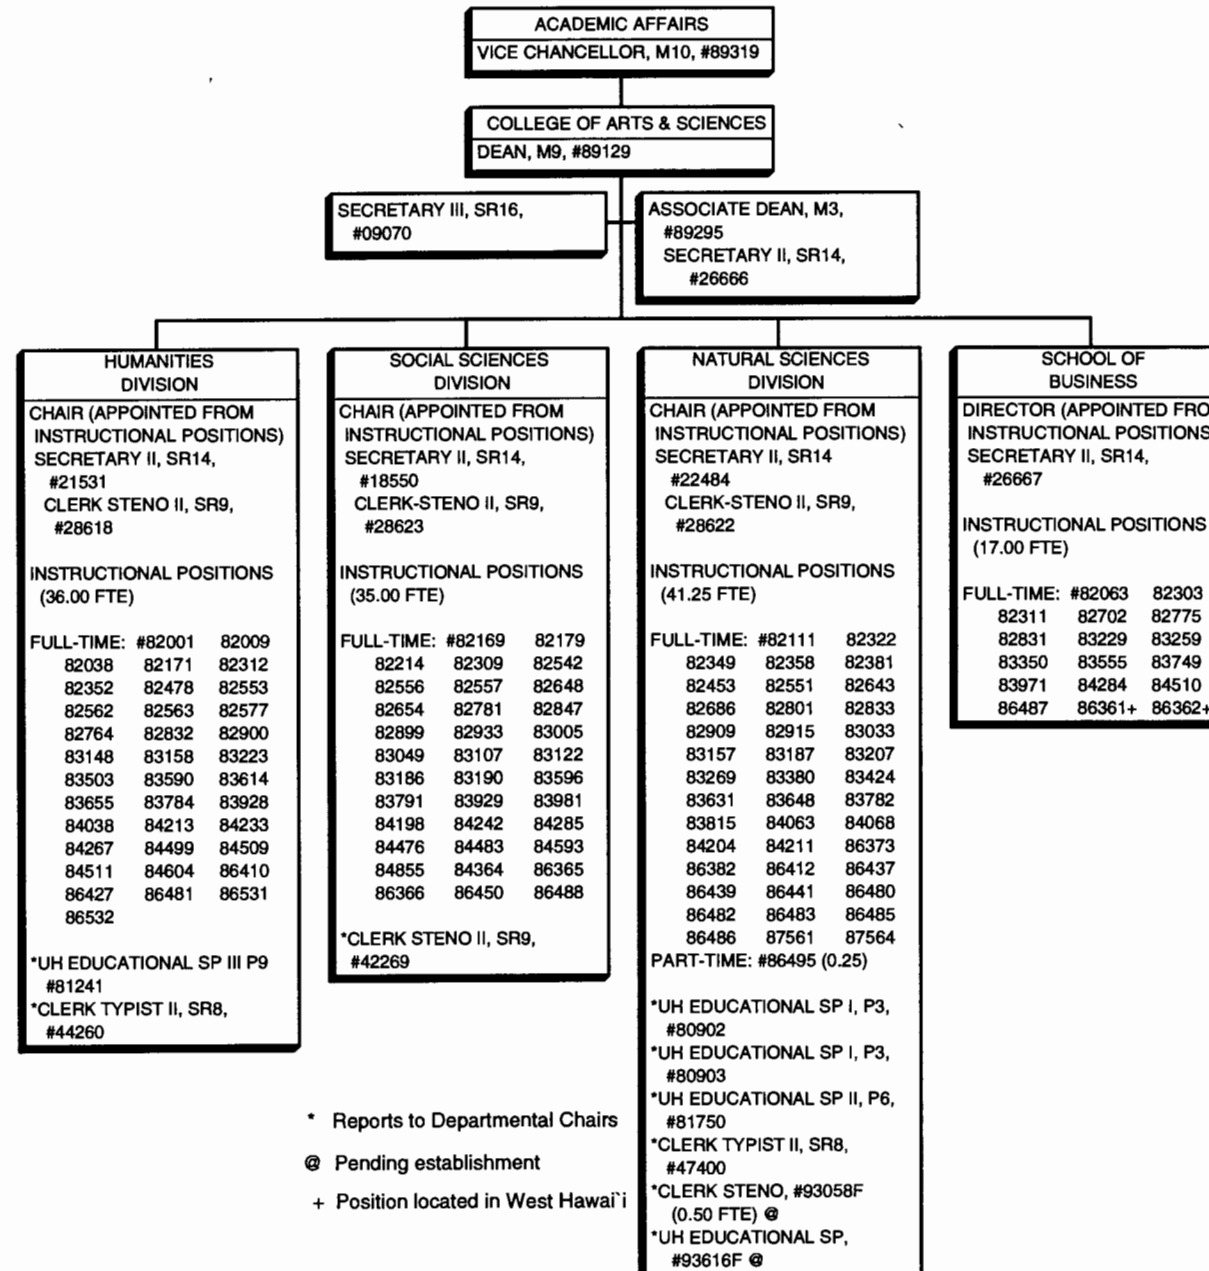 ACADEMIC AFFAIRS
VICE CHANCELLOR, M10, #89319
COLLEGE OF ARTS & SCIENCES
DEAN, M9, #89129
SECRETARY III, SR16,
#09070
ASSOCIATE DEAN, M3,
#89295
SECRETARY II, SR14,
#26666
HUMANITIES
DIVISION
CHAIR (APPOINTED FROM
INSTRUCTIONAL POSITIONS)
SECRETARY II, SR14,
#21531
CLERK STENO II, SR9,
#28618
INSTRUCTIONAL POSITIONS
(36.00 FTE)
FULL-TIME: #82001 82009
82038 82171 82312
82352 82478 82553
82562 82563 82577
82764 82832 82900
83148 83158 83223
83503 83590 83614
83655 83784 83928
84038 84213 84233
84267 84499 84509
84511 84604 86410
86427 86481 86531
86532
*UH EDUCATIONAL SP III P9
#81241
*CLERK TYPIST II, SR8,
#44260
SOCIAL SCIENCES
DIVISION
CHAIR (APPOINTED FROM
INSTRUCTIONAL POSITIONS)
SECRETARY II, SR14,
#18550
CLERK-STENO II, SR9,
#28623
INSTRUCTIONAL POSITIONS
(35.00 FTE)
FULL-TIME: #82169 82179
82214 82309 82542
82556 82557 82648
82654 82781 82847
82899 82933 83005
83049 83107 83122
83186 83190 83596
83791 83929 83981
84198 84242 84285
84476 84483 84593
84855 84364 86365
86366 86450 86488
*CLERK STENO II, SR9,
#42269
NATURAL SCIENCES
DIVISION
CHAIR (APPOINTED FROM
INSTRUCTIONAL POSITIONS)
SECRETARY II, SR14
#22484
CLERK-STENO II, SR9,
#28622
INSTRUCTIONAL POSITIONS
(41.25 FTE)
FULL-TIME: #82111 82322
82349 82358 82381
82453 82551 82643
82686 82801 82833
82909 82915 83033
83157 83187 83207
83269 83380 83424
83631 83648 83782
83815 84063 84068
84204 84211 86373
86382 86412 86437
86439 86441 86480
86482 86483 86485
86486 87561 87564
PART-TIME: #86495 (0.25)
*UH EDUCATIONAL SP I, P3,
#80902
*UH EDUCATIONAL SP I, P3,
#80903
*UH EDUCATIONAL SP II, P6,
#81750
*CLERK TYPIST II, SR8,
#47400
*CLERK STENO, #93058F
(0.50 FTE) @
*UH EDUCATIONAL SP,
#93616F @
SCHOOL OF
BUSINESS
DIRECTOR (APPOINTED FRO
INSTRUCTIONAL POSITIONS
SECRETARY II, SR14,
#26667
INSTRUCTIONAL POSITIONS
(17.00 FTE)
FULL-TIME: #82063 82303
82311 82702 82775
82831 83229 83259
83350 83555 83749
83971 84284 84510
86487 86361+ 86362+
* Reports to Departmental Chairs
@ Pending establishment
+ Position located in West Hawai`i